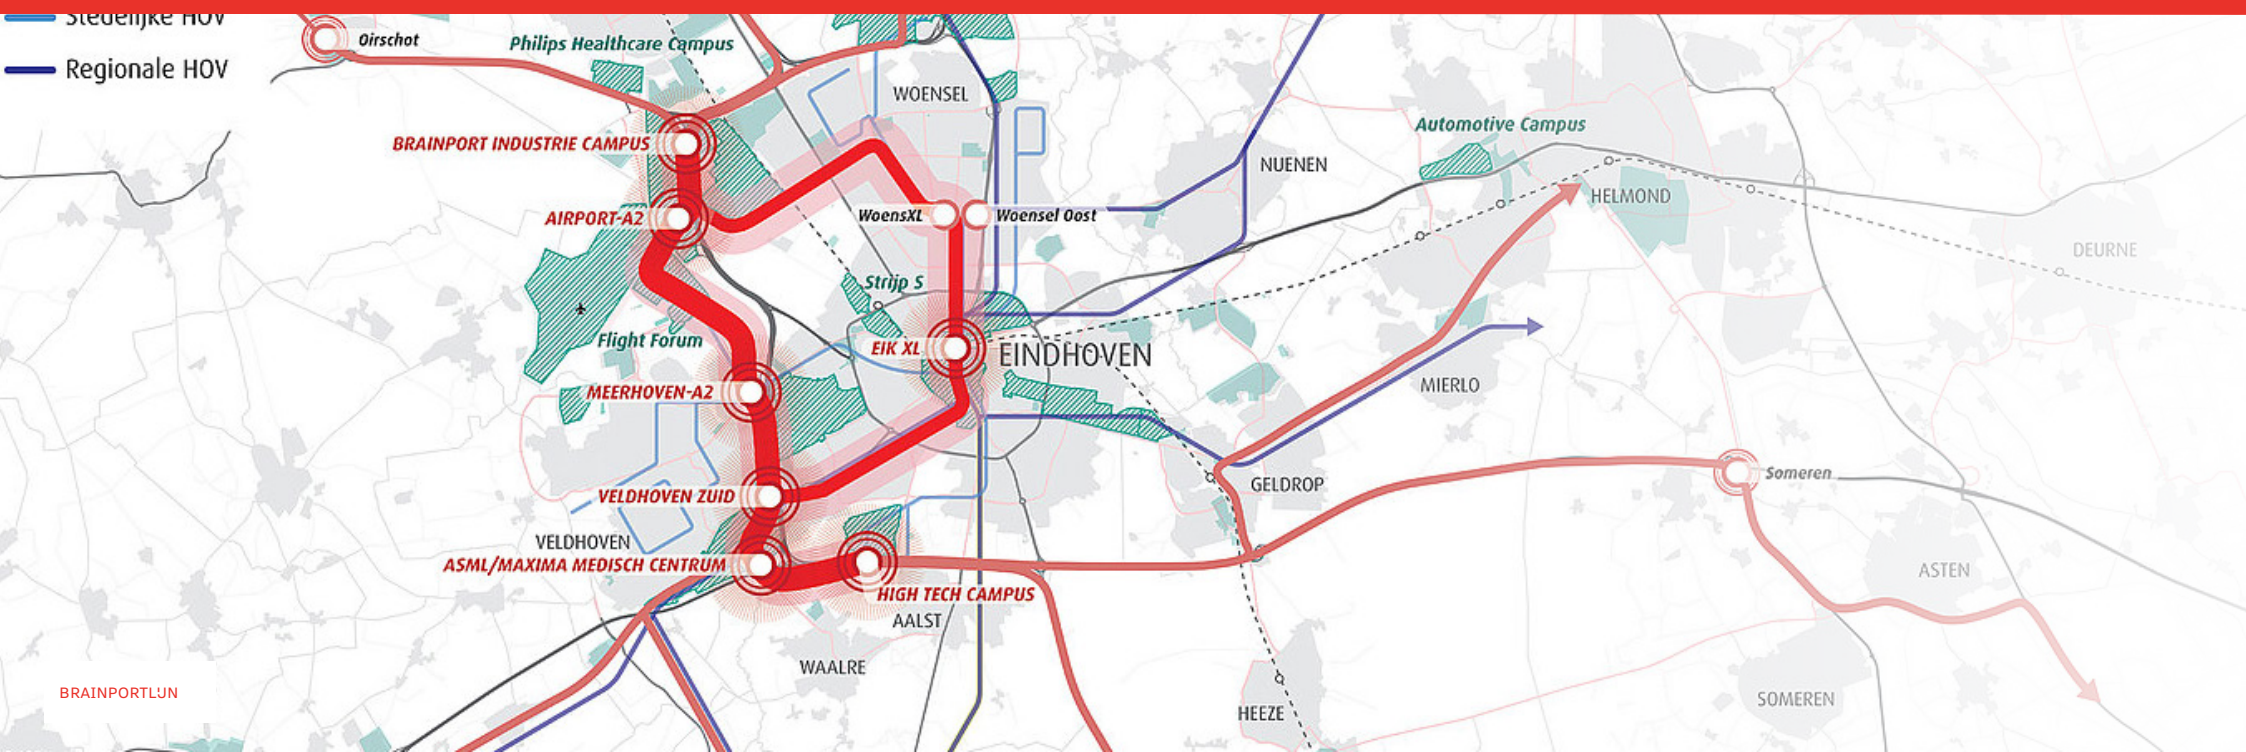 Stedelijke HOV
Oirschot
Philips Healthcare Campus
Regionale HOV
WOENSEL
Automotive Campus
BRAINPORT INDUSTRIE CAMPUS
NUENEN
HELMOND
AIRPORT-A2
WoensXL
Woensel Oost
DEURNE
Strijp S
Flight Forum
EIK XL
EINDHOVEN
MEERHOVEN-A2
MIERLO
Someren
VELDHOVEN ZUID
GELDROP
VELDHOVEN
ASML/MAXIMA MEDISCH CENTRUM
ASTEN
HIGH TECH CAMPUS
AALST
WAALRE
BRAINPORTLIJN
SOMEREN
HEEZE